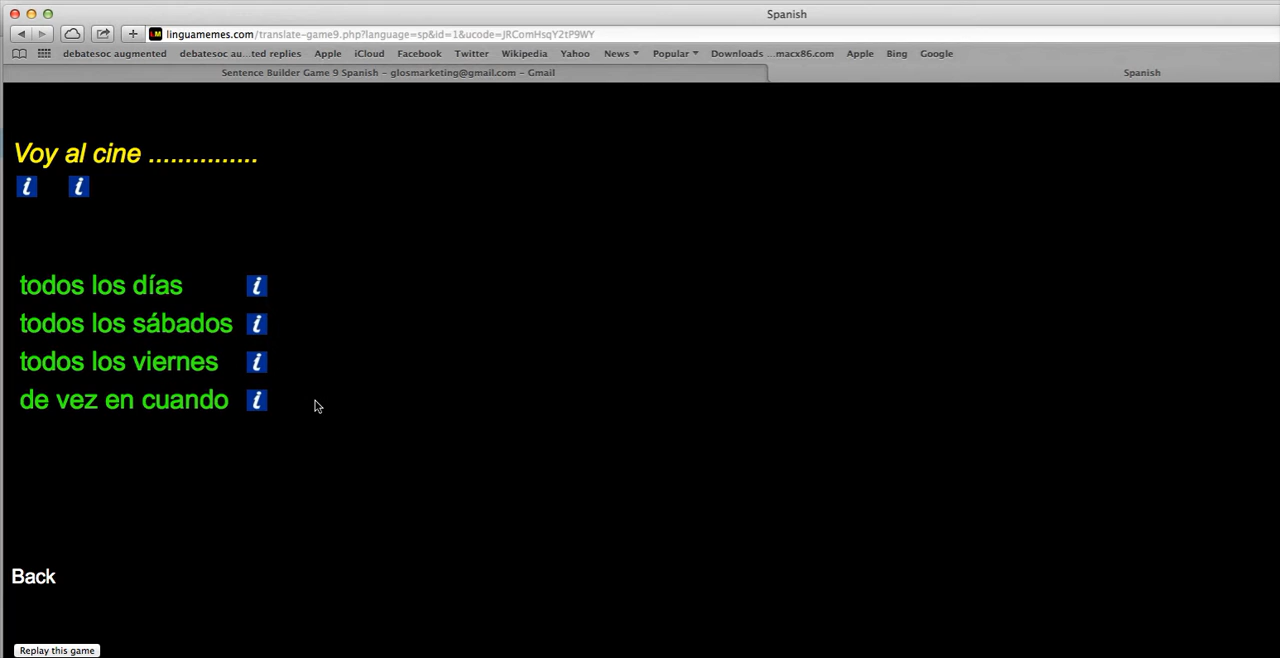 Spanish
linguamemes.com/translate-game9.php?language=sp&id=1&ucode=JRComHsqY2tP9WY
debatesoc augmented debatesoc au...ted replies Apple iCloud Facebook Twitter Wikipedia Yahoo News Popular Downloads ...macx86.com Apple Bing Google
Sentence Builder Game 9 Spanish – glosmarketing@gmail.com – Gmail Spanish
Voy al cine ...............
i i
todos los días i
todos los sábados i
todos los viernes i
de vez en cuando i
Back
Replay this game